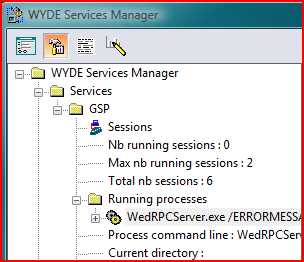 WYDE Services Manager
WYDE Services Manager
Services
GSP
Sessions
Nb running sessions : 0
Max nb running sessions : 2
Total nb sessions : 6
Running processes
WedRPCServer.exe /ERRORMESSA
Process command line : WedRPCServ
Current directory :